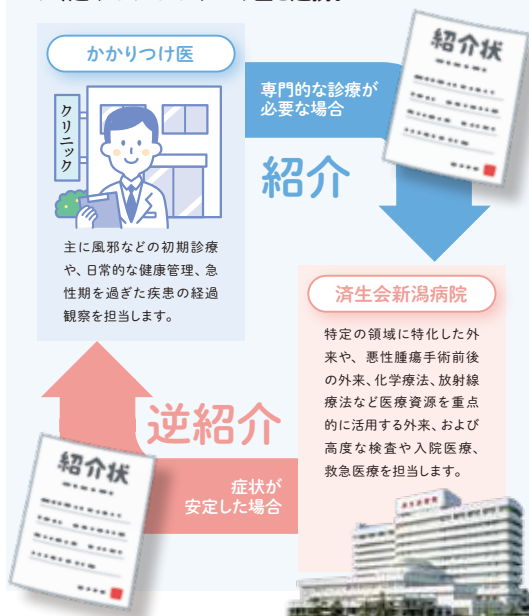 かかりつけ医
クリニック
主に風邪などの初期診療
や、日常的な健康管理、急
性期を過ぎた疾患の経過
観察を担当します。
専門的な診療が
必要な場合
紹介
紹介状
済生会新潟病院
特定の領域に特化した外
来や、悪性腫瘍手術前後
の外来、化学療法、放射線
療法など医療資源を重点
的に活用する外来、および
高度な検査や入院医療、
救急医療を担当します。
逆紹介
症状が
安定した場合
紹介状